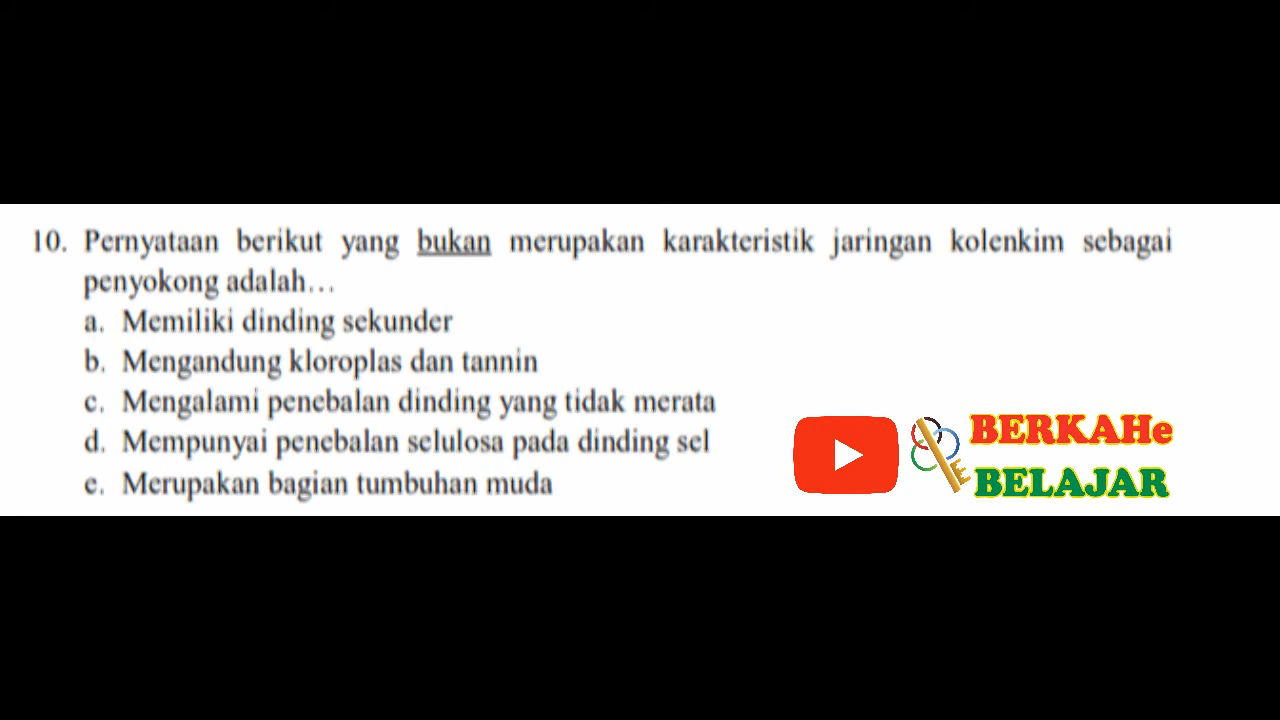 10. Pernyataan berikut yang bukan merupakan karakteristik jaringan kolenkim sebagai
penyokong adalah…
a. Memiliki dinding sekunder
b. Mengandung kloroplas dan tannin
c. Mengalami penebalan dinding yang tidak merata
d. Mempunyai penebalan selulosa pada dinding sel
e. Merupakan bagian tumbuhan muda
BERKAHe
BELAJAR